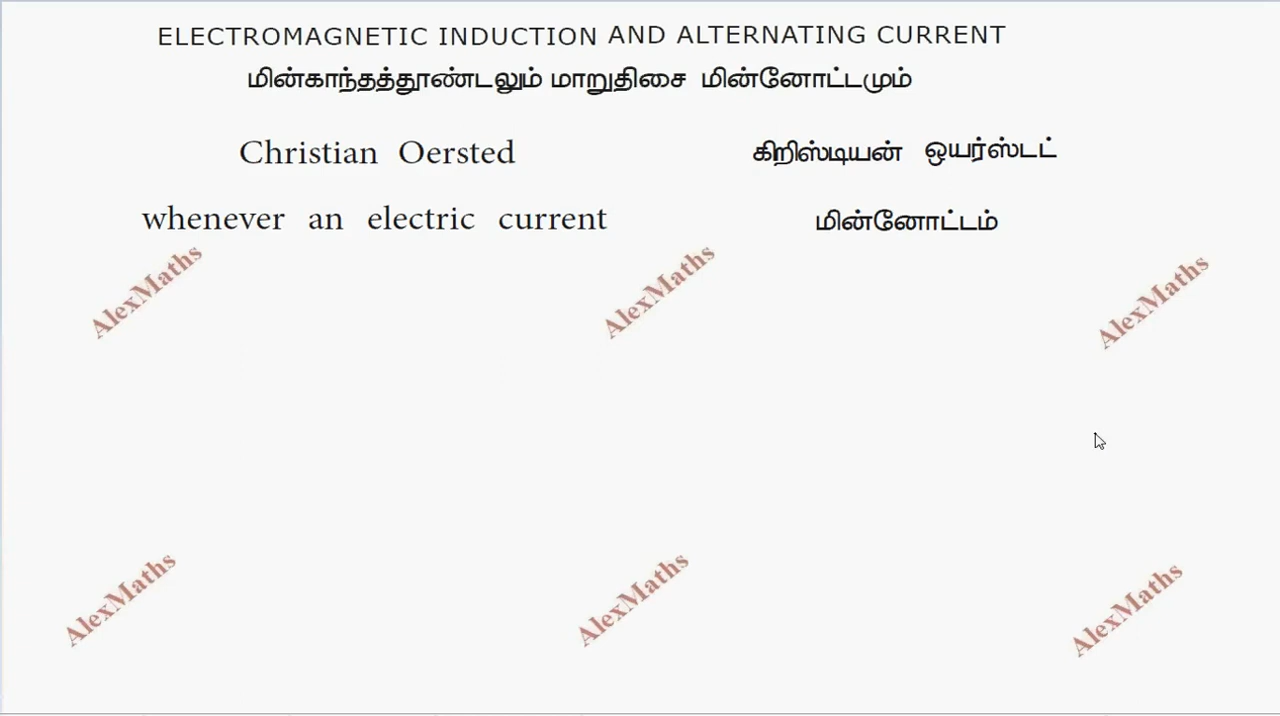 ELECTROMAGNETIC INDUCTION AND ALTERNATING CURRENT
மின்காந்தத்தூண்டலும் மாறுதிசை மின்னோட்டமும்
Christian Oersted கிறிஸ்டியன் ஒயர்ஸ்டட்
whenever an electric current மின்னோட்டம்
AlexMaths AlexMaths AlexMaths
AlexMaths AlexMaths AlexMaths